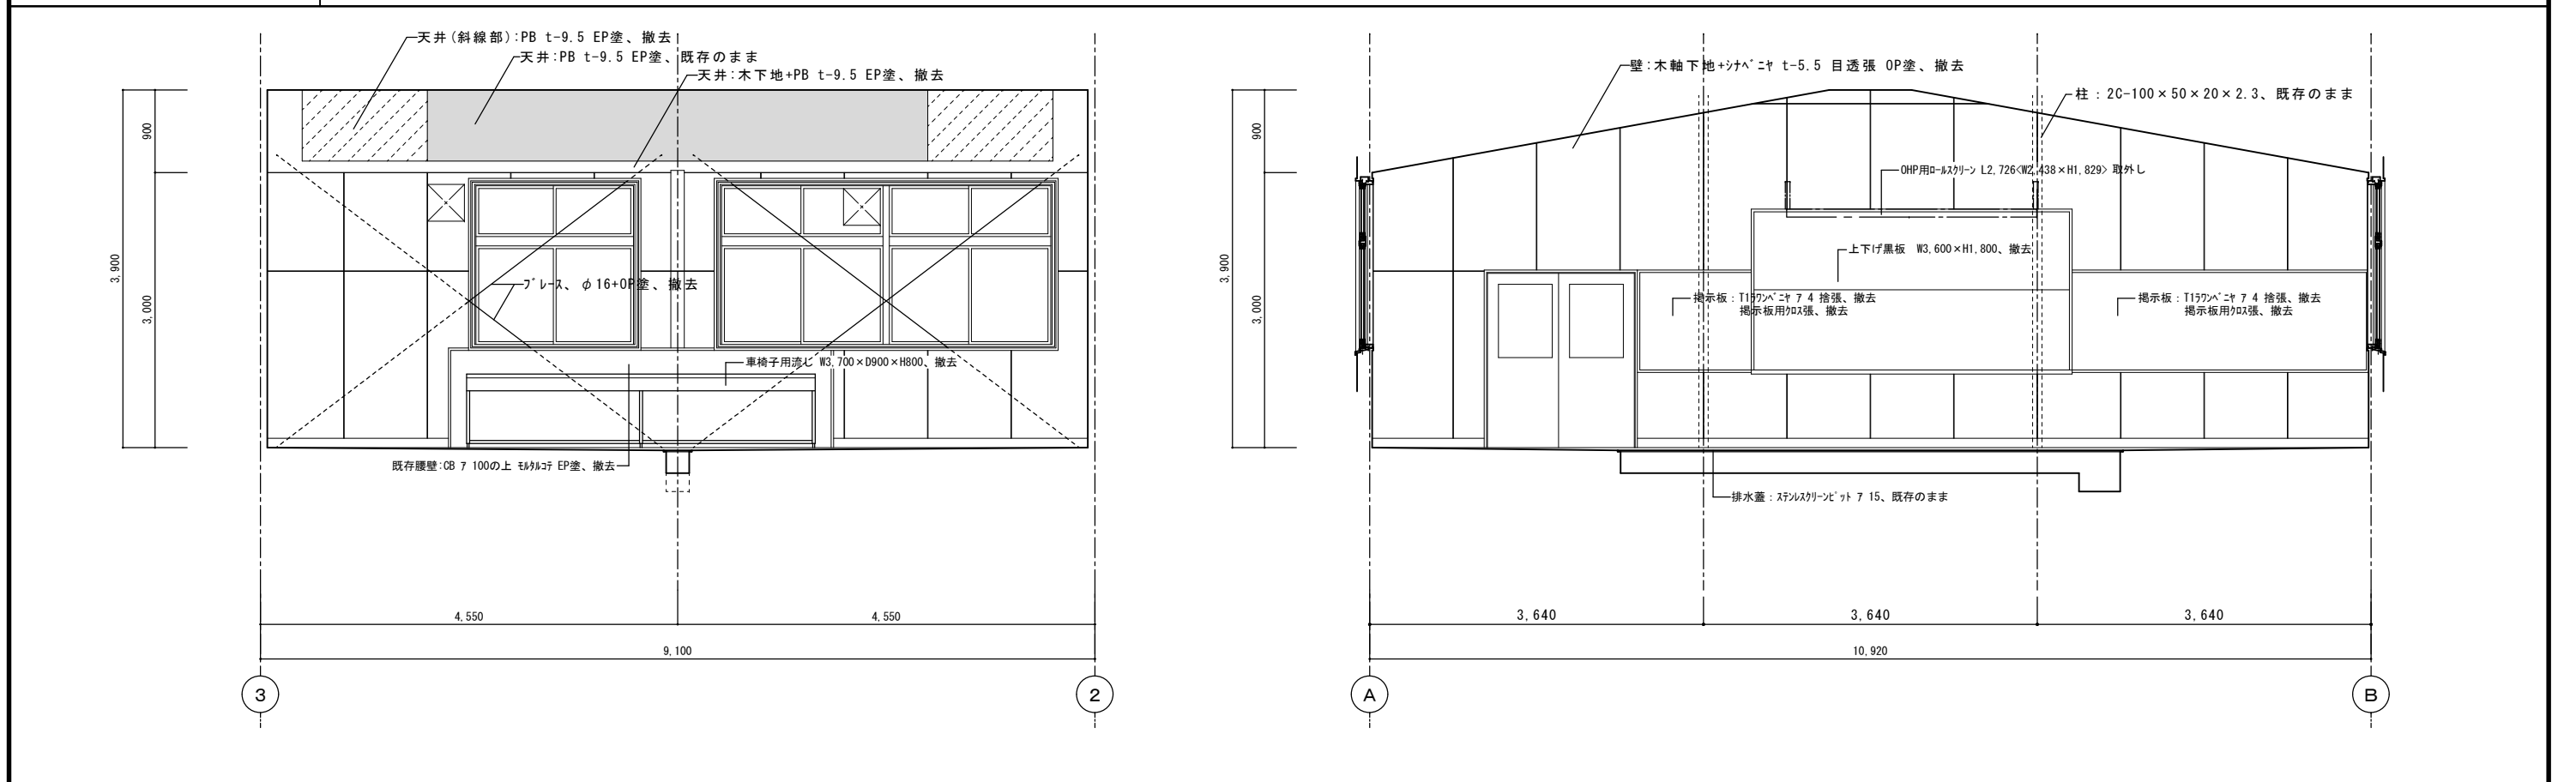 天井(斜線部):PB t-9.5 EP塗、撤去
天井:PB t-9.5 EP塗、既存のまま
天井:木下地+PB t-9.5 EP塗、撤去
900
3,900
3,000
ブレース、φ16+OP塗、撤去
車椅子用流し W3,700×D900×H800、撤去
既存腰壁:CB ア 100の上 モルタルコテ EP塗、撤去
4,550
4,550
9,100
3
2
壁:木軸下地+シナベニヤ t-5.5 目透張 OP塗、撤去
柱:2C-100×50×20×2.3、既存のまま
900
3,900
3,000
OHP用ロールスクリーン L2,726<W2,438×H1,829> 取外し
上下げ黒板 W3,600×H1,800、撤去
掲示板:T1ラワンベニヤ ア 4 捨張、撤去
掲示板用クロス張、撤去
掲示板:T1ラワンベニヤ ア 4 捨張、撤去
掲示板用クロス張、撤去
排水蓋:ステンレスクリーンピット ア 15、既存のまま
3,640
3,640
3,640
10,920
A
B